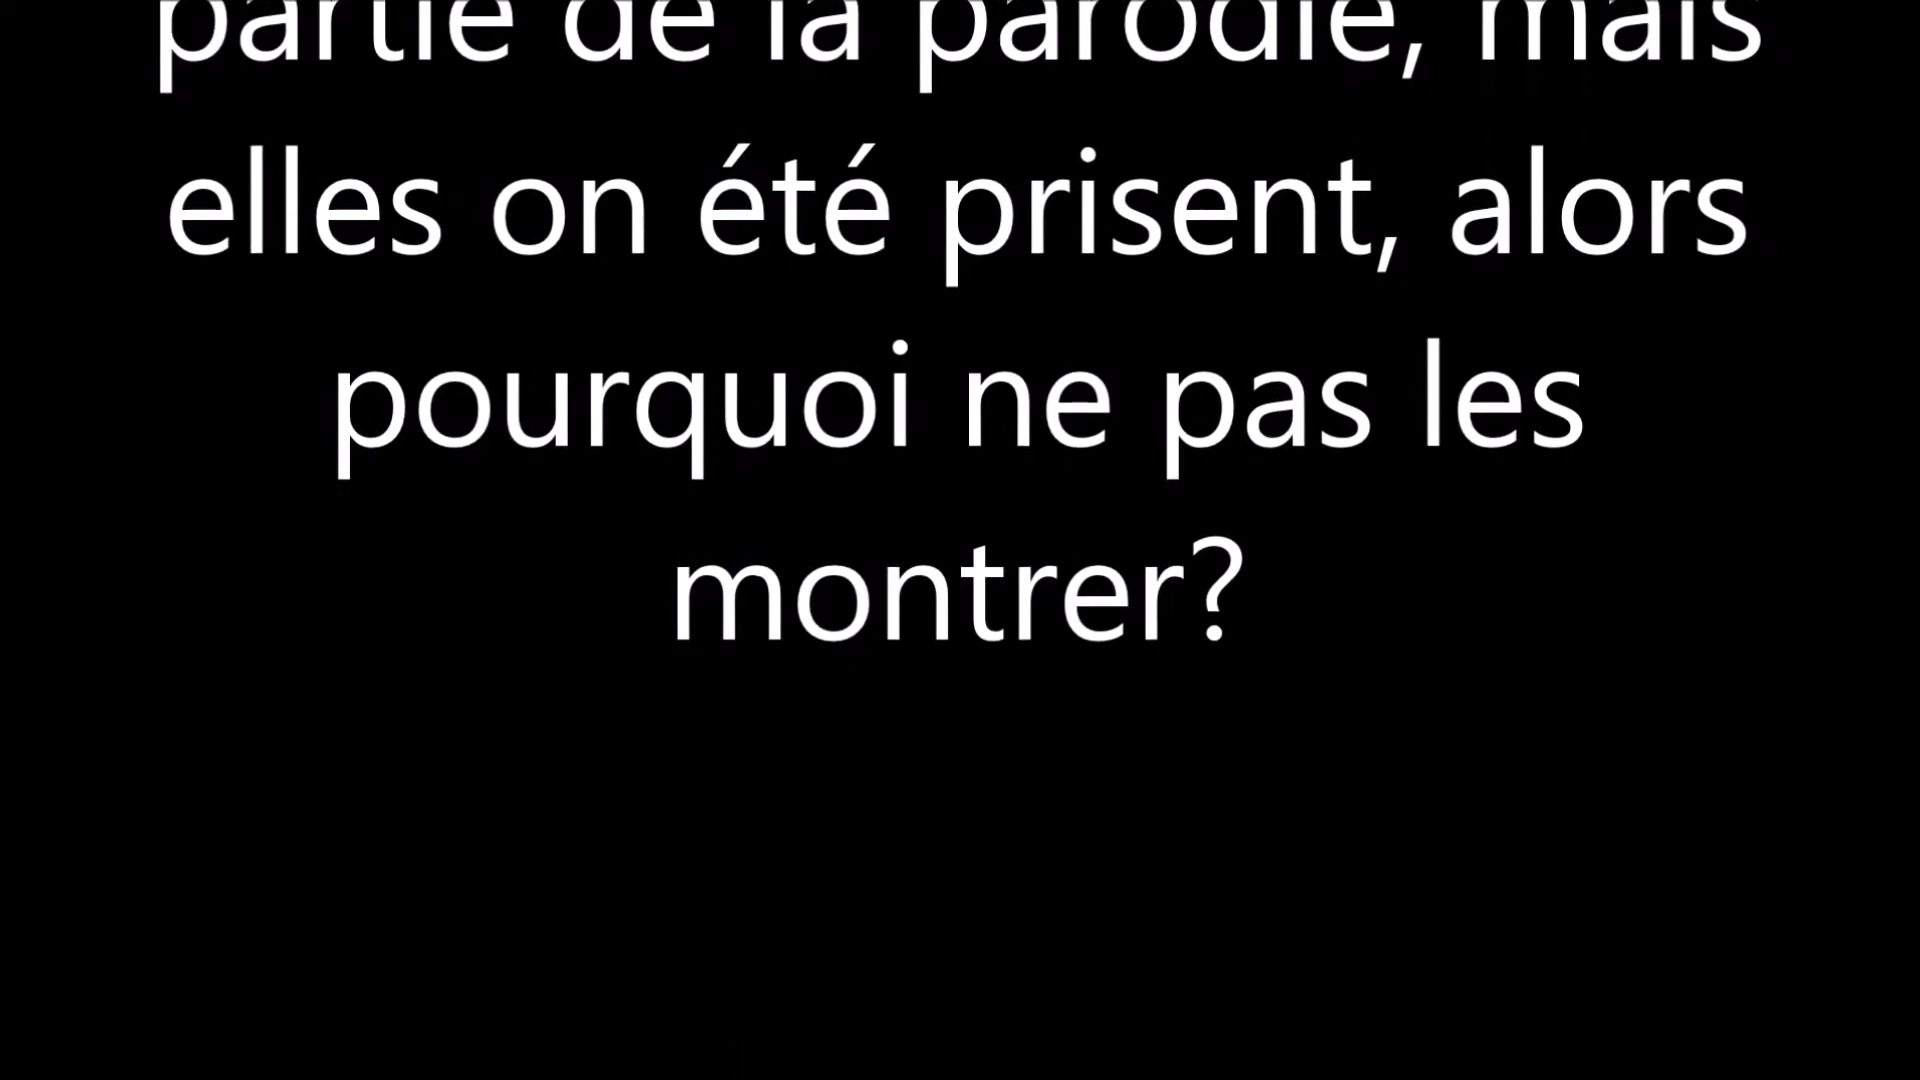 partie de la parodie, mais
elles on été prisent, alors
pourquoi ne pas les
montrer?